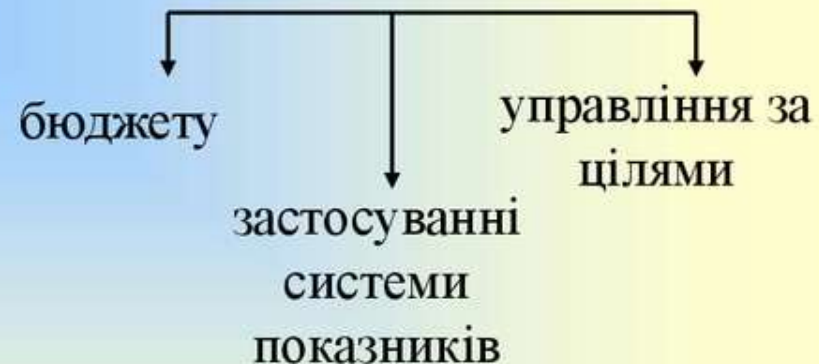 бюджету
управління за
цілями
застосуванні
системи
показників